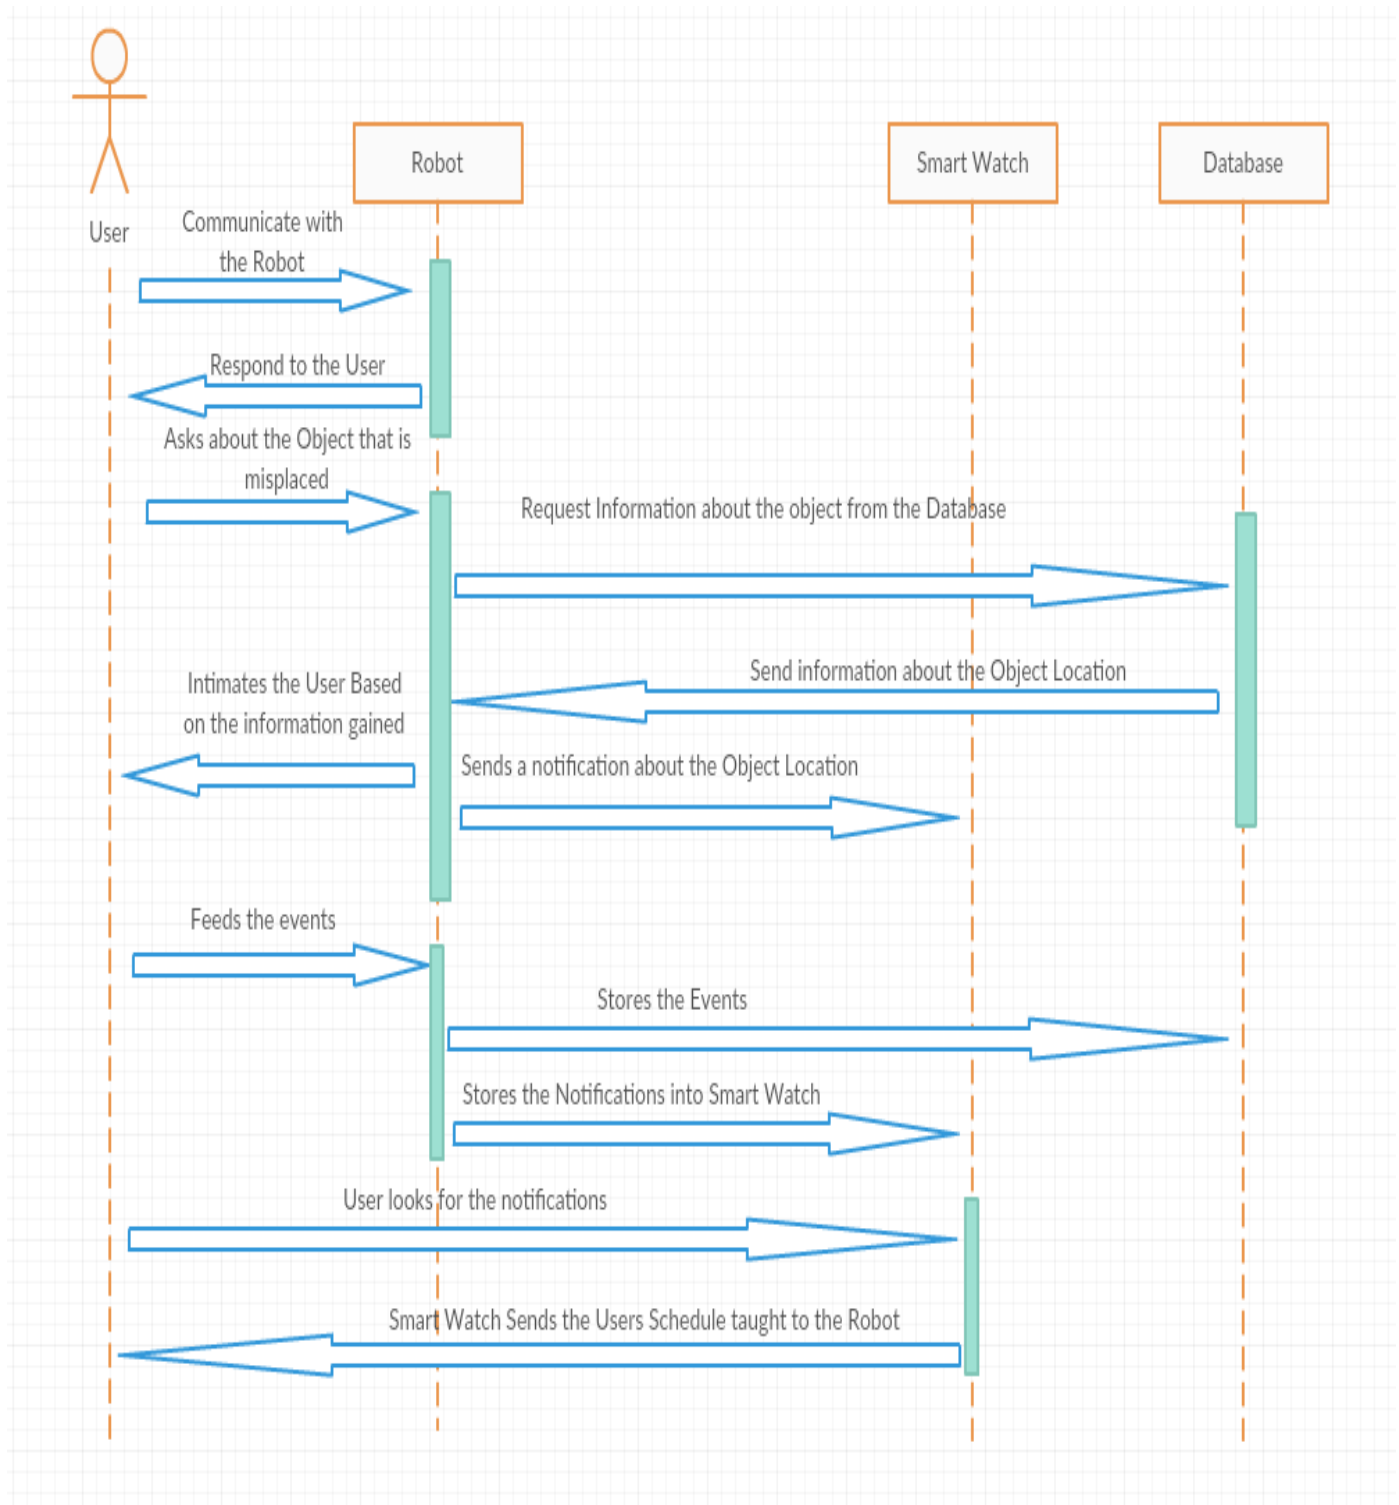 Robot
Smart Watch
Database
User
Communicate with
the Robot
Respond to the User
Asks about the Object that is
misplaced
Request Information about the object from the Database
Send information about the Object Location
Intimates the User Based
on the information gained
Sends a notification about the Object Location
Feeds the events
Stores the Events
Stores the Notifications into Smart Watch
User looks for the notifications
Smart Watch Sends the Users Schedule taught to the Robot